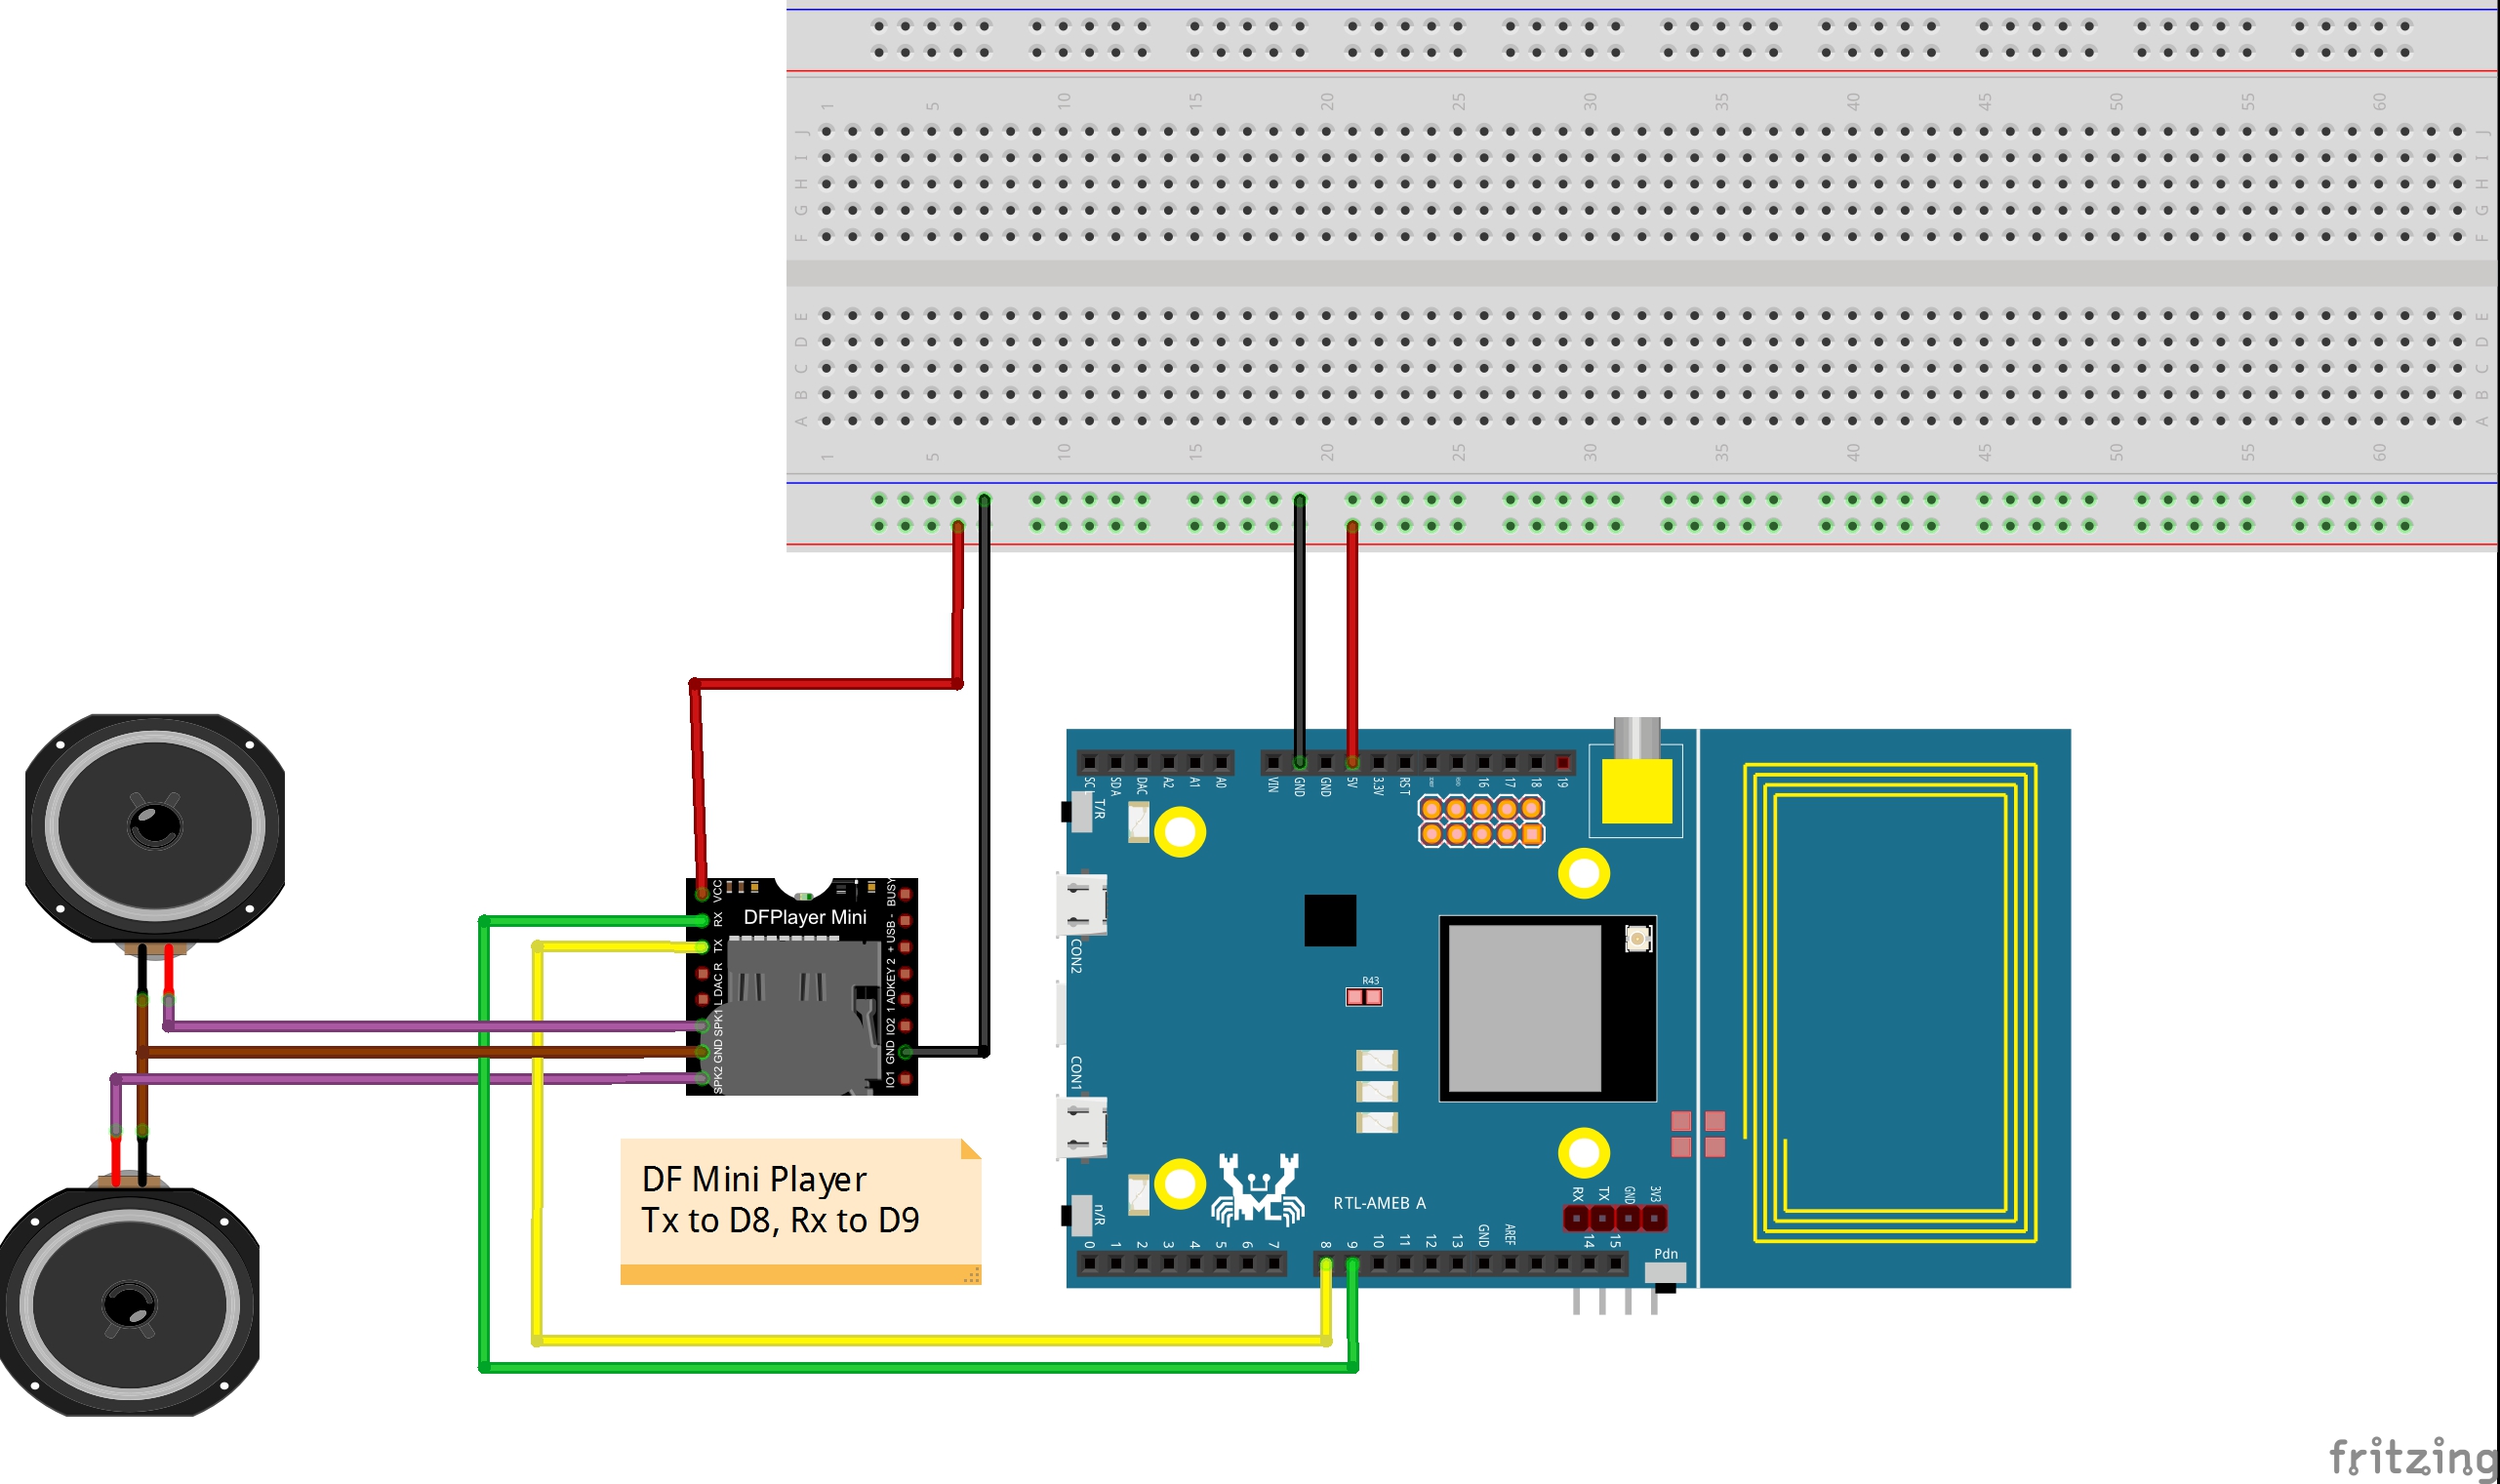 1 5 10 15 20 25 30 35 40 45 50 55 60
J J
I I
H H
G G
F F
E E
D D
C C
B B
A A
1 5 10 15 20 25 30 35 40 45 50 55 60
VIN GND GND 5V 3.3V RST 16 17 18 19
SCL SDA DAC A2 A1 A0
T/R
VCC
RX
TX
DAC R
L
SPK1
GND
SPK2
DFPlayer Mini
BUSY
USB -
+
ADKEY 2
1
IO2
GND
IO1
CON2
R43
CON1
DF Mini Player
Tx to D8, Rx to D9
n/R
RTL-AMEB A
RX TX GND 3V3
0 1 2 3 4 5 6 7
8 9 10 11 12 13 GND AREF 14 15
Pdn
fritzing